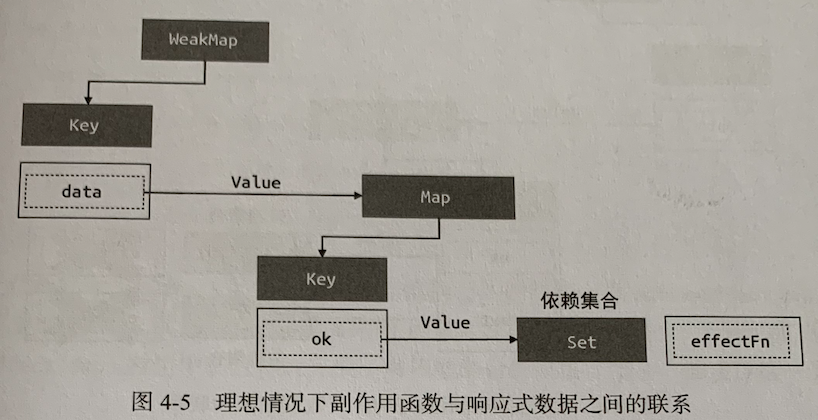 WeakMap
Key
data
Value
Map
Key
ok
Value
依赖集合
Set
effectFn
图 4-5 理想情况下副作用函数与响应式数据之间的联系